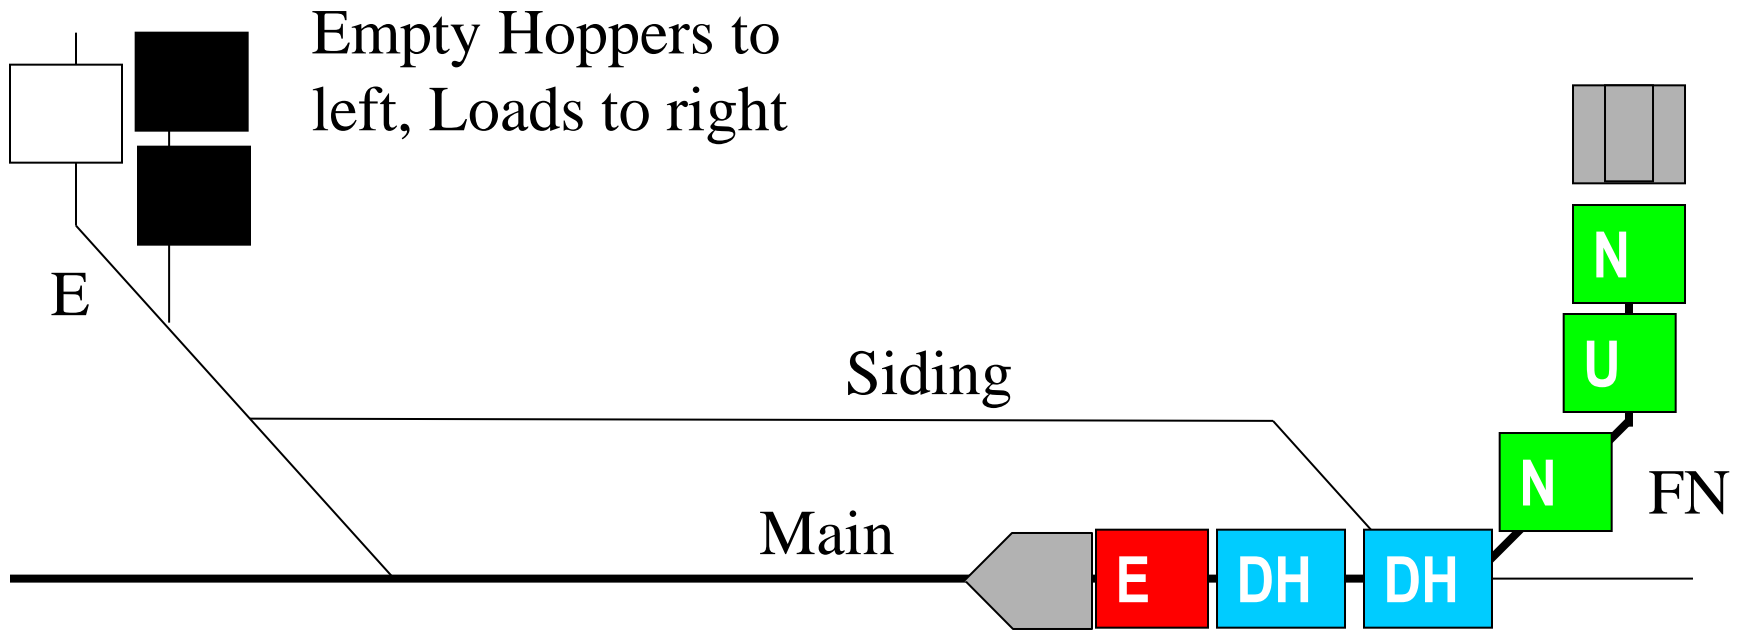 Empty Hoppers to
left, Loads to right
N
E
U
Siding
N
FN
Main
E DH DH